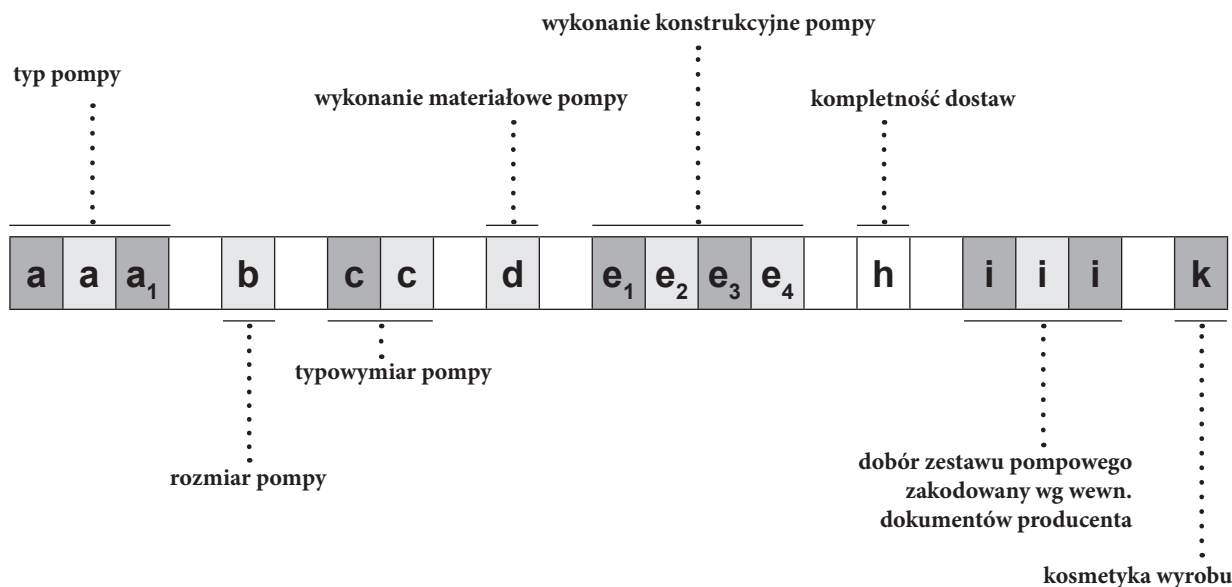 wykonanie konstrukcyjne pompy
typ pompy
wykonanie materiałowe pompy
kompletność dostaw
a a a₁ b c c d e₁ e₂ e₃ e₄ h i i i k
typowymiar pompy
rozmiar pompy
dobór zestawu pompowego
zakodowany wg wewn.
dokumentów producenta
kosmetyka wyrobu